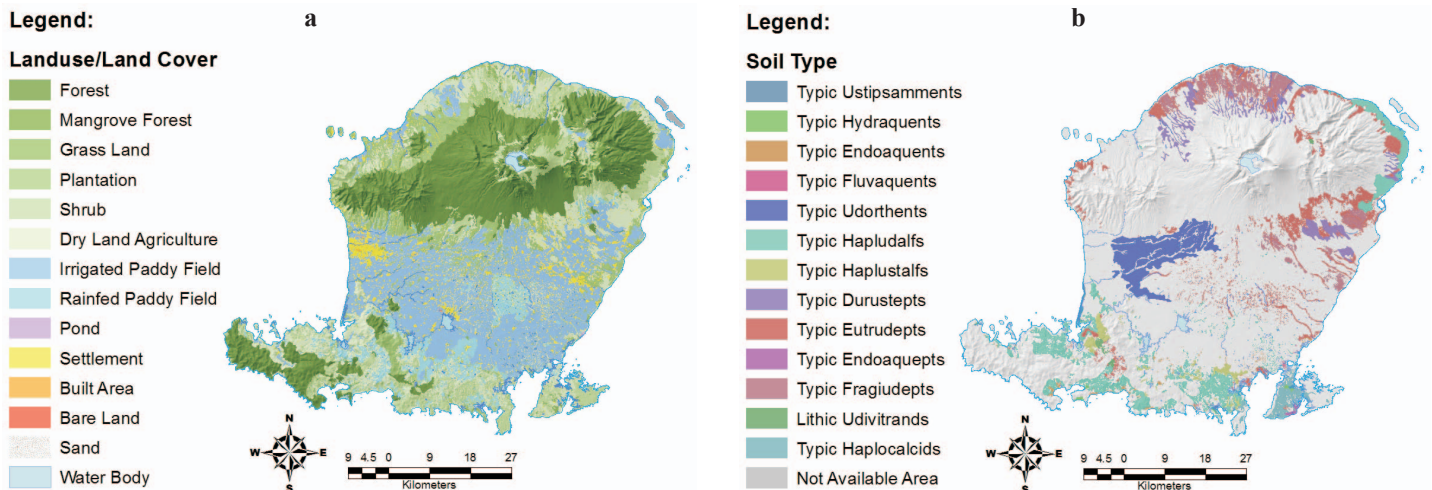 Legend:
a
Landuse/Land Cover
Forest
Mangrove Forest
Grass Land
Plantation
Shrub
Dry Land Agriculture
Irrigated Paddy Field
Rainfed Paddy Field
Pond
Settlement
Built Area
Bare Land
Sand
Water Body
N
W E
S
9 4.5 0 9 18 27
Kilometers
Legend:
b
Soil Type
Typic Ustipsamments
Typic Hydraquents
Typic Endoaquents
Typic Fluvaquents
Typic Udorthents
Typic Hapludalfs
Typic Haplustalfs
Typic Durustepts
Typic Eutrudepts
Typic Endoaquepts
Typic Fragiudepts
Lithic Udivitrands
Typic Haplocalcids
Not Available Area
N
W E
S
9 4.5 0 9 18 27
Kilometers